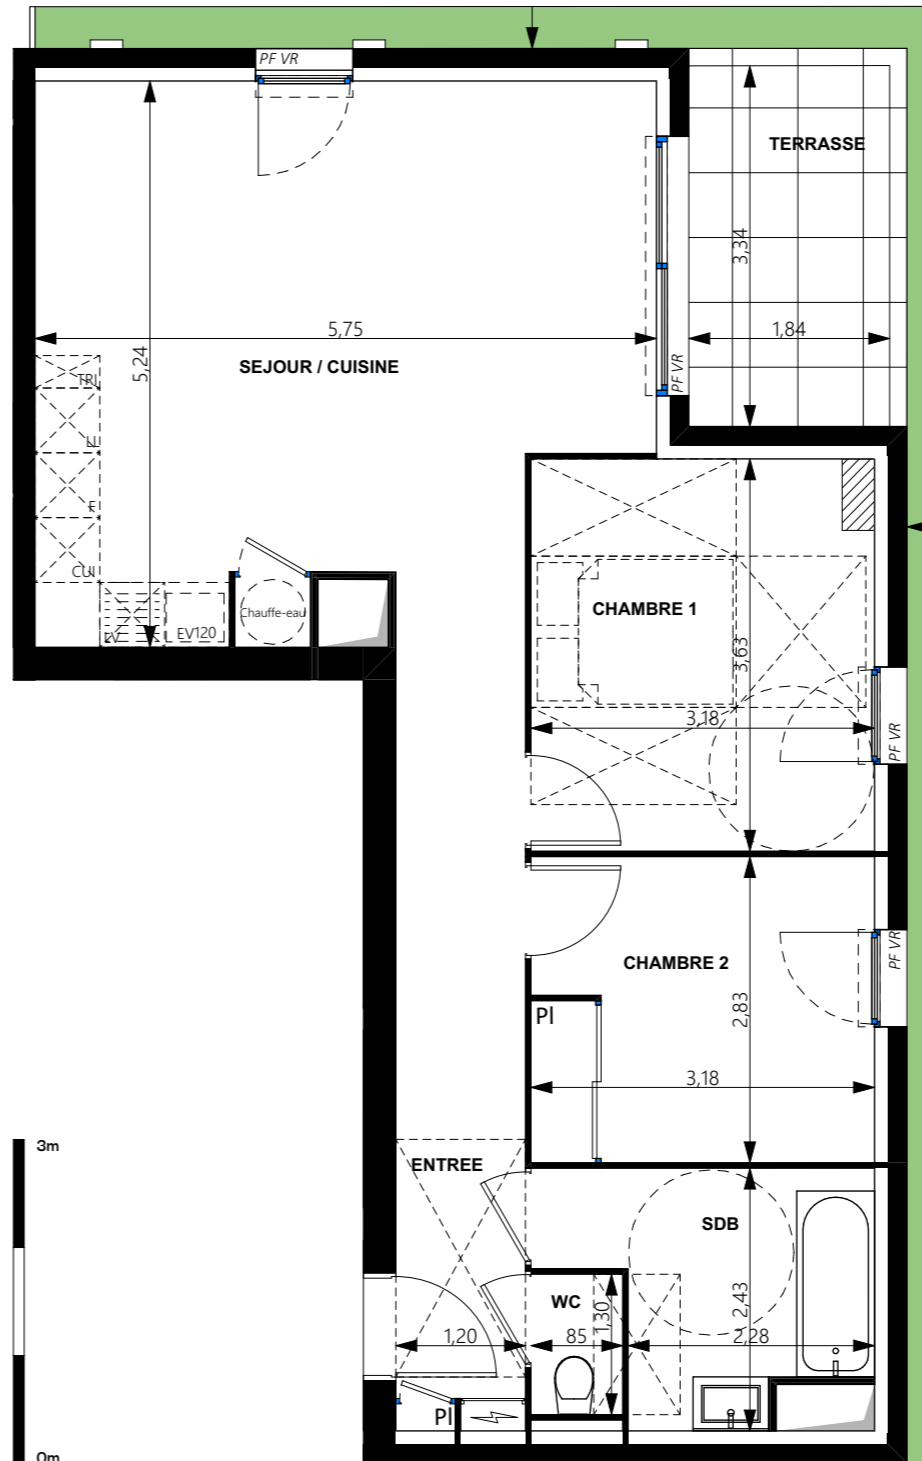 PF VR
TERRASSE
3,34
5,75
1,84
5,24
SEJOUR / CUISINE
PF VR
TRI
LL
F
CUI
Chauffe-eau
LV
EV120
CHAMBRE 1
3,63
3,18
PF VR
CHAMBRE 2
PF VR
2,83
Pl
3,18
3m
ENTREE
SDB
WC
2,43
1,30
1,20
85
2,28
Pl
0m